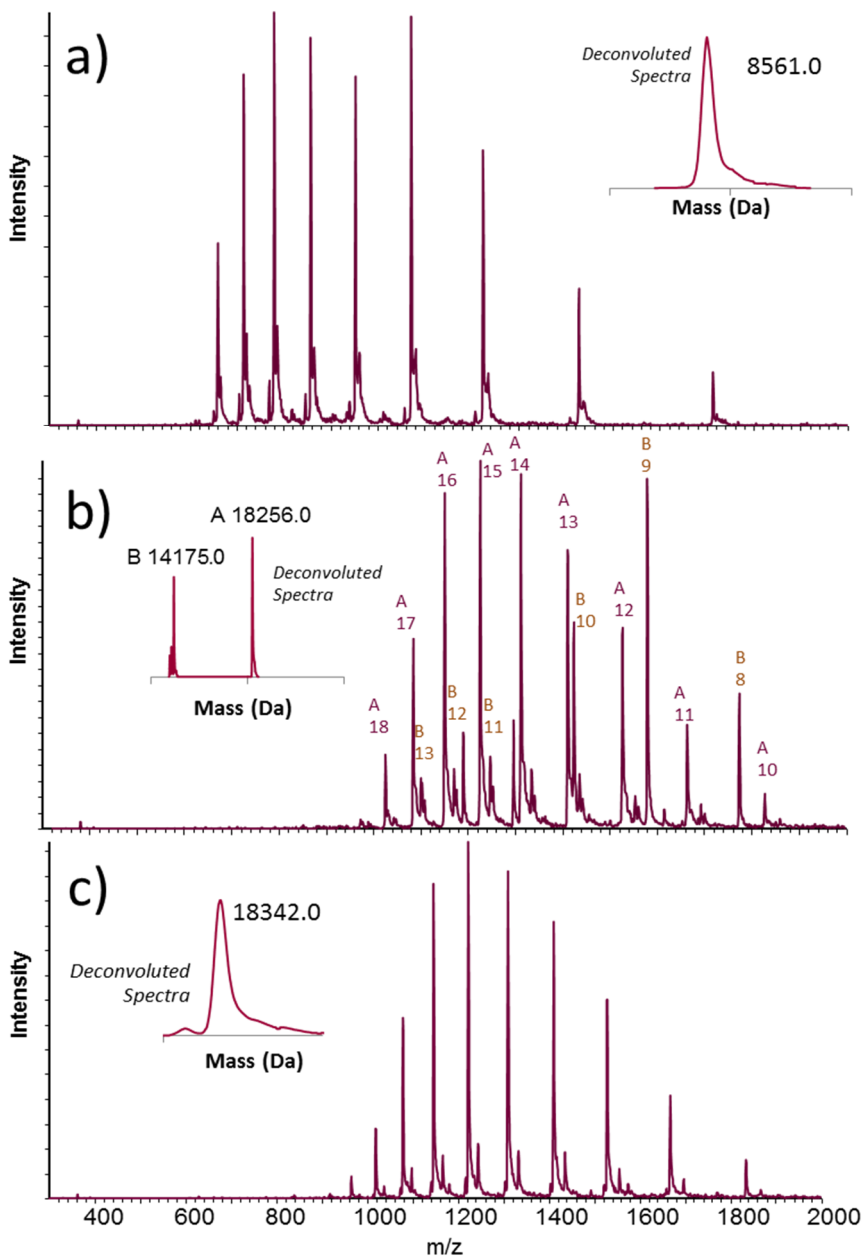 a)
Deconvoluted
Spectra
8561.0
Mass (Da)
Intensity
b)
B 14175.0
A 18256.0
Deconvoluted
Spectra
Mass (Da)
Intensity
A
18
A
17
B
13
A
16
B
12
A
15
B
11
A
14
A
13
B
10
A
12
B
9
A
11
B
8
A
10
c)
18342.0
Deconvoluted
Spectra
Mass (Da)
Intensity
400 600 800 1000 1200 1400 1600 1800 2000
m/z